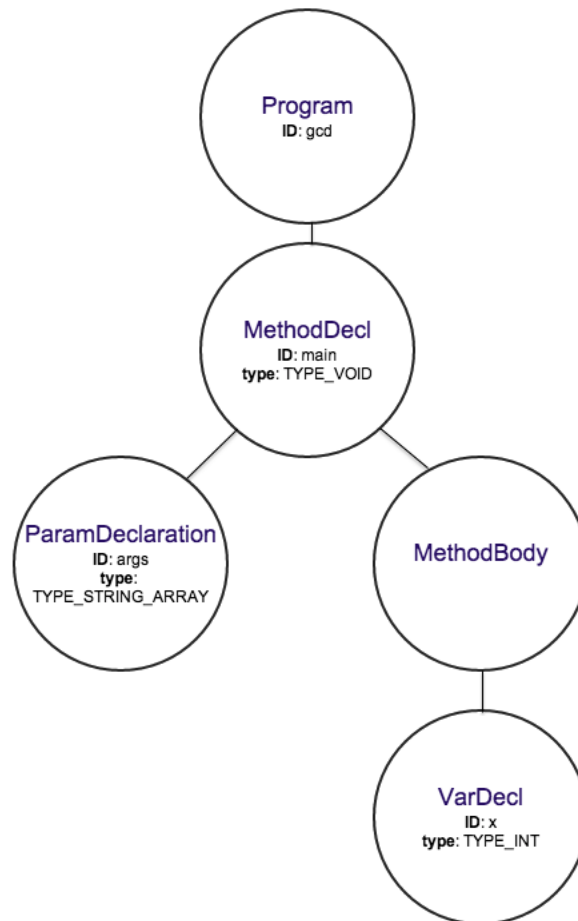 Program
ID: gcd
MethodDecl
ID: main
type: TYPE_VOID
ParamDeclaration
ID: args
type:
TYPE_STRING_ARRAY
MethodBody
VarDecl
ID: x
type: TYPE_INT